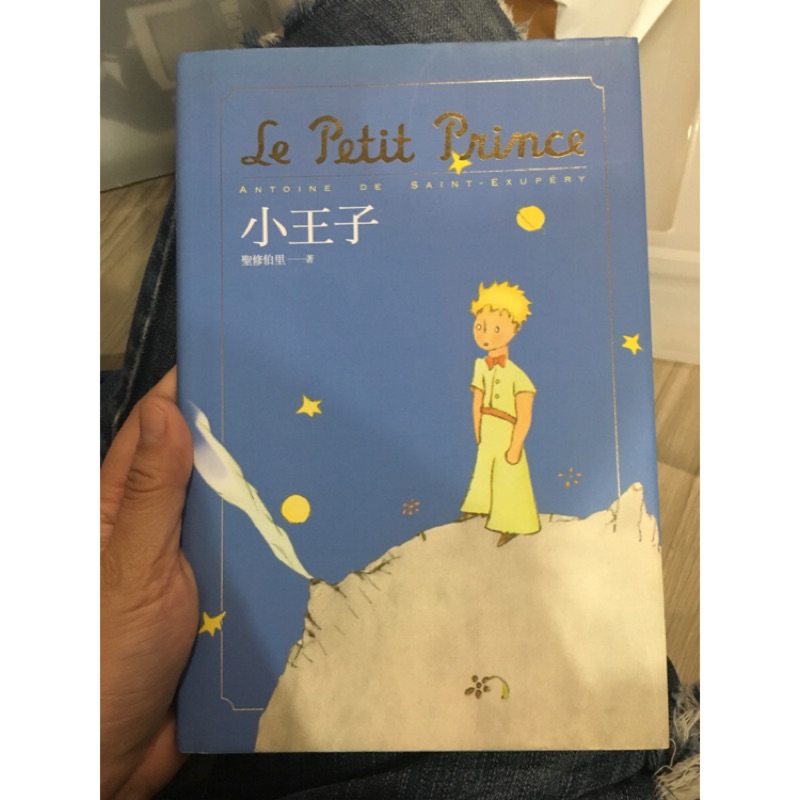 Le Petit Prince
ANTOINE DE SAINT-EXUPÉRY
小王子
聖修伯里——著